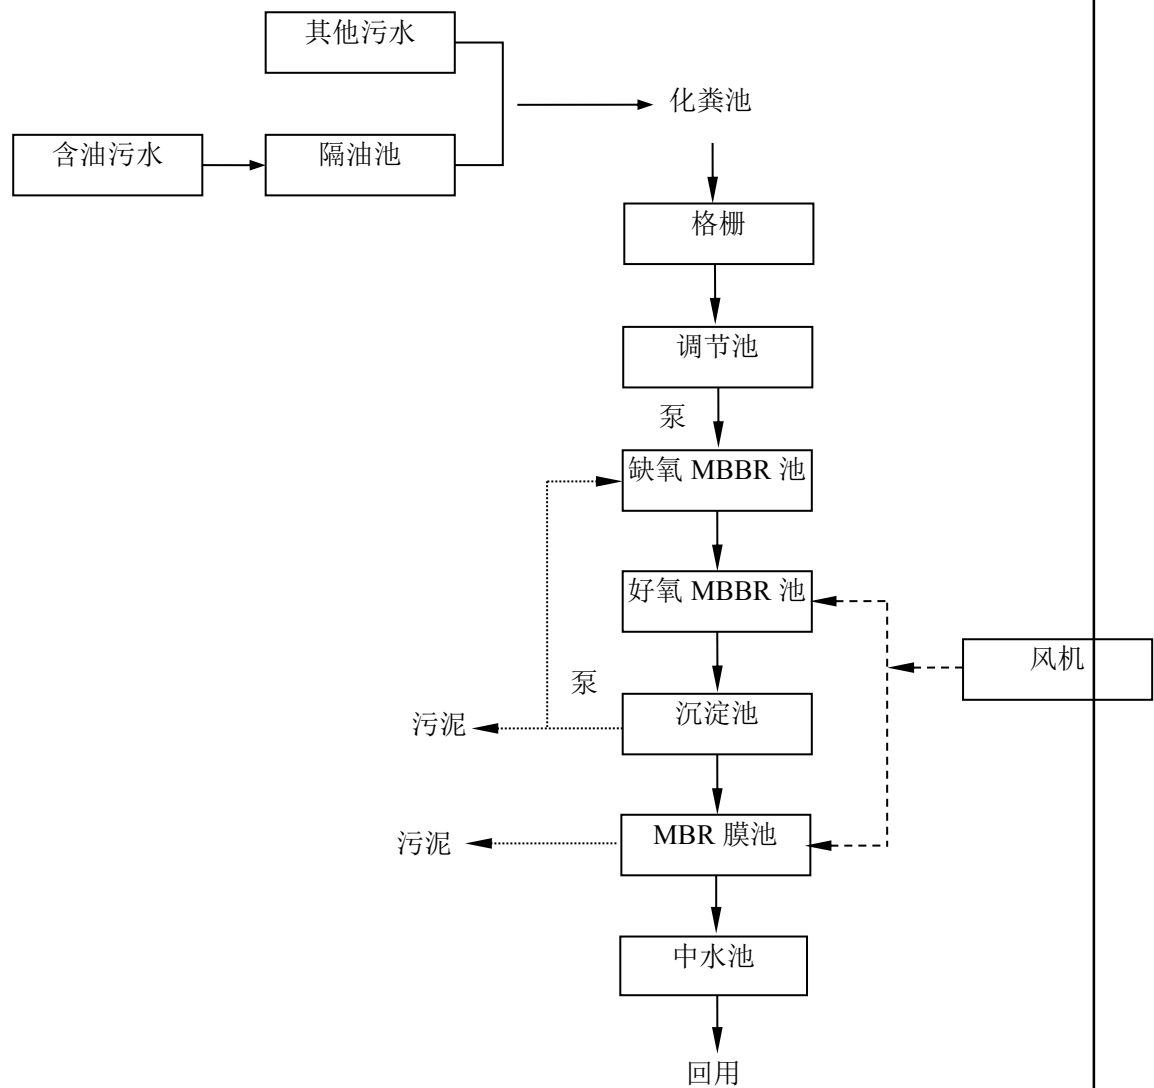 其他污水
化粪池
含油污水
隔油池
格栅
调节池
泵
缺氧 MBBR 池
好氧 MBBR 池
风机
泵
沉淀池
污泥
MBR 膜池
污泥
中水池
回用